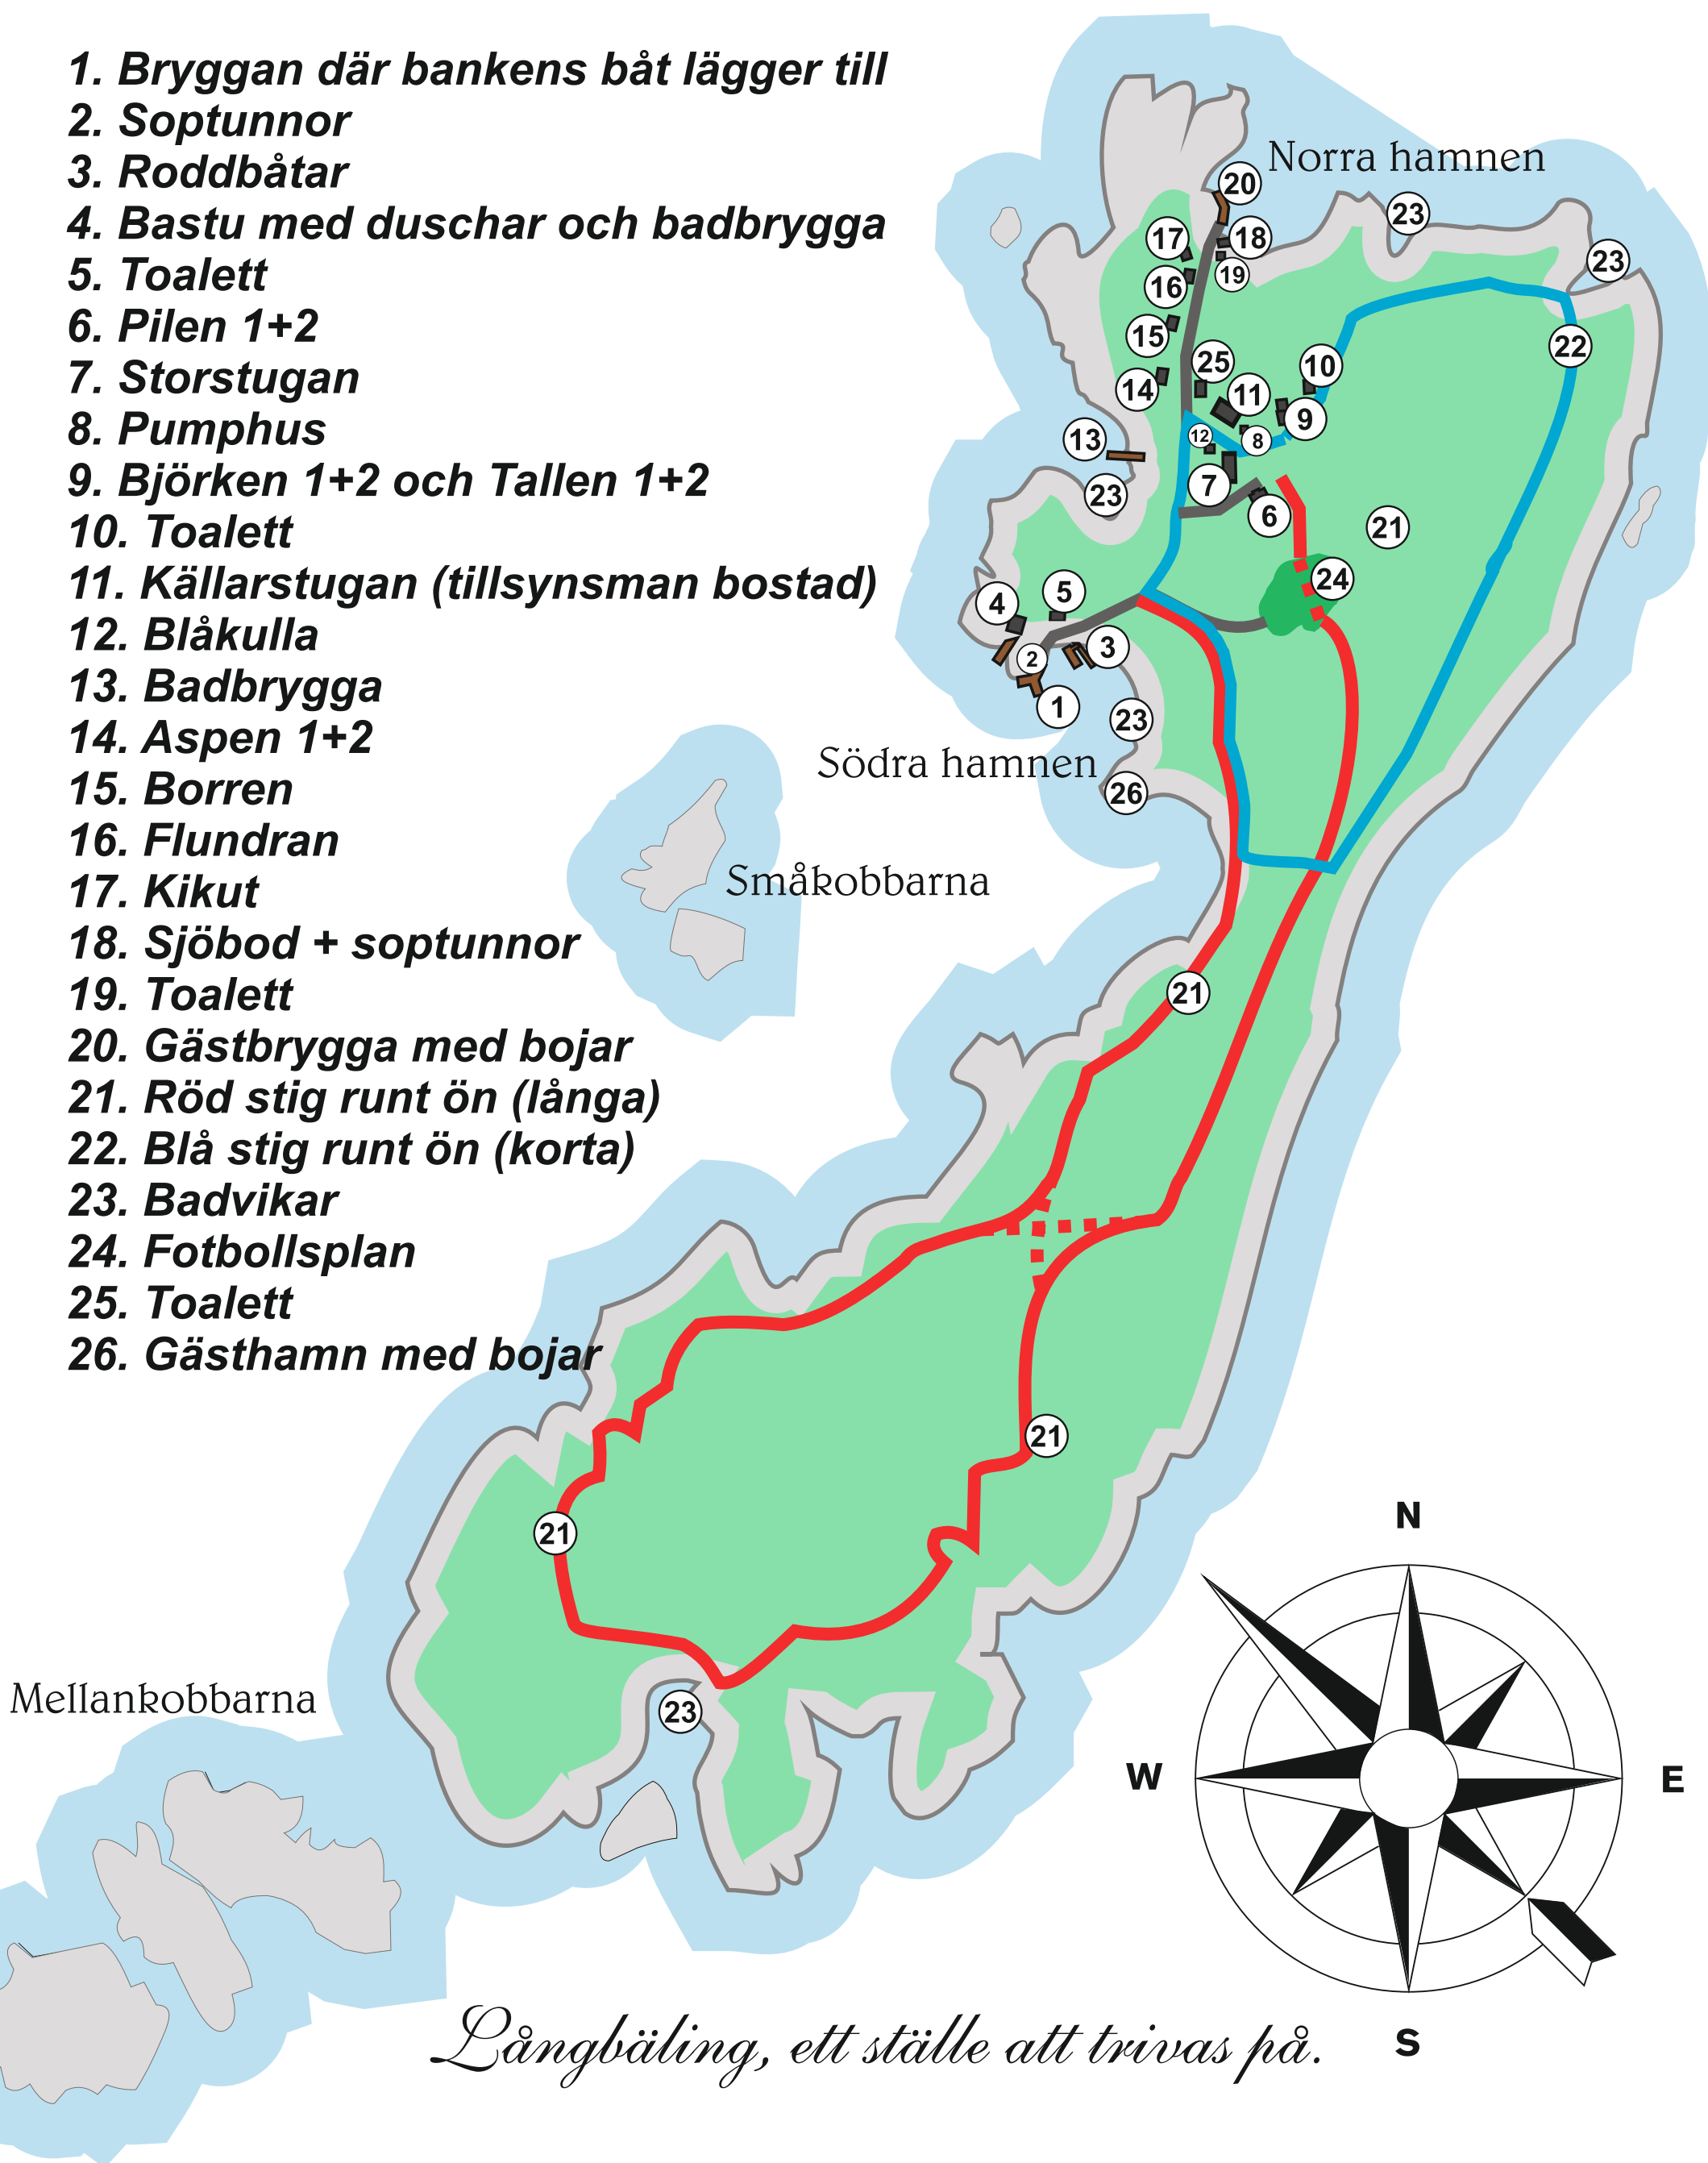 1. Bryggan där bankens båt lägger till
2. Soptunnor
3. Roddbåtar
4. Bastu med duschar och badbrygga
5. Toalett
6. Pilen 1+2
7. Storstugan
8. Pumphus
9. Björken 1+2 och Tallen 1+2
10. Toalett
11. Källarstugan (tillsynsman bostad)
12. Blåkulla
13. Badbrygga
14. Aspen 1+2
15. Borren
16. Flundran
17. Kikut
18. Sjöbod + soptunnor
19. Toalett
20. Gästbrygga med bojar
21. Röd stig runt ön (långa)
22. Blå stig runt ön (korta)
23. Badvikar
24. Fotbollsplan
25. Toalett
26. Gästhamn med bojar
Norra hamnen
20
23
17
18
23
16
19
15
22
25
10
14
11
9
13
12
8
7
23
6
21
24
5
4
3
2
1
23
Södra hamnen
26
Småkobbarna
21
21
21
23
Mellankobbarna
N
W
E
S
Långbäling, ett ställe att trivas på.